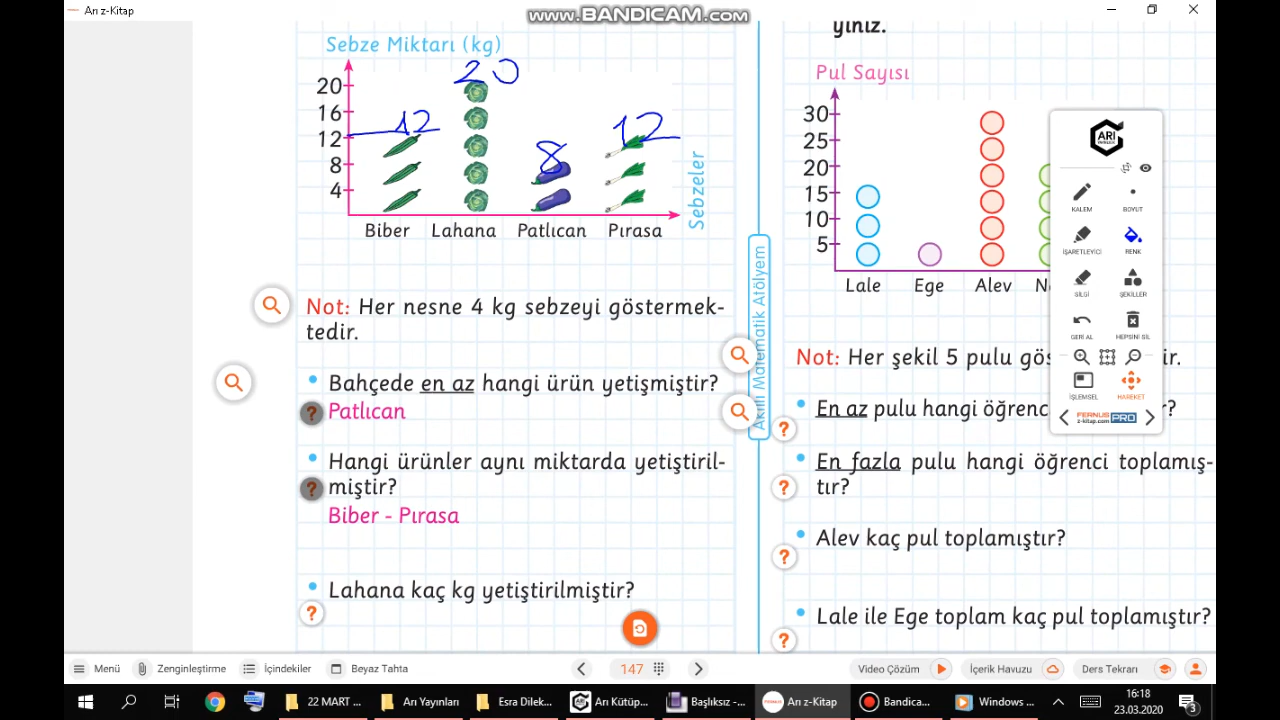 Arı z-Kitap
www.BANDICAM.com
Sebze Miktarı (kg)
20
20
16
12
12
12
8
8
4
Sebzeler
Biber Lahana Patlıcan Pırasa
Not: Her nesne 4 kg sebzeyi göstermek-
tedir.
Bahçede en az hangi ürün yetişmiştir?
? Patlıcan
Hangi ürünler aynı miktarda yetiştiril-
? miştir?
Biber - Pırasa
Lahana kaç kg yetiştirilmiştir?
?
Akıllı Matematik Atölyem
yınız.
Pul Sayısı
30
25
20
15
10
5
Lale Ege Alev
Not: Her şekil 5 pulu
En az pulu hangi
?
En fazla pulu hangi öğrenci toplamış-
? tır?
Alev kaç pul toplamıştır?
?
Lale ile Ege toplam kaç pul toplamıştır?
?
ARI
KALEM BOYUT
İŞARETLEYİCİ RENK
SİLGİ ŞEKİLLER
GERİ AL HEPSİNİ SİL
İŞLEMSEL HAREKET
FERNUS
z-kitap.com PRO
Menü Zenginleştirme İçindekiler Beyaz Tahta 147 Video Çözüm İçerik Havuzu Ders Tekrarı
22 MART ... Arı Yayınları Esra Dilek... Arı Kütüp... Başlıksız -... Arı z-Kitap Bandica... Windows ...
16:18
23.03.2020
3